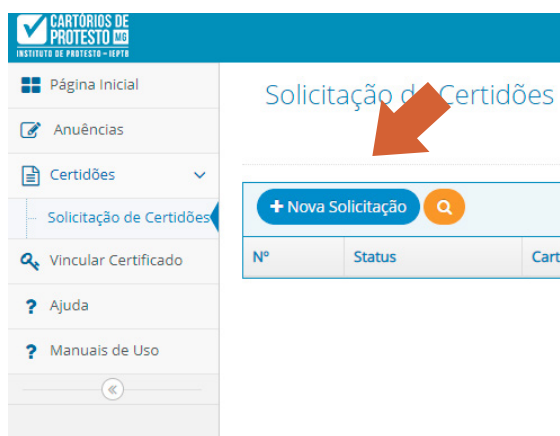 CARTÓRIOS DE
PROTESTO MG
INSTITUTO DE PROTESTO - IEPTB
Página Inicial
Anuências
Certidões
Solicitação de Certidões
Vincular Certificado
? Ajuda
? Manuais de Uso
Solicitação de Certidões
+ Nova Solicitação
Nº Status Cart